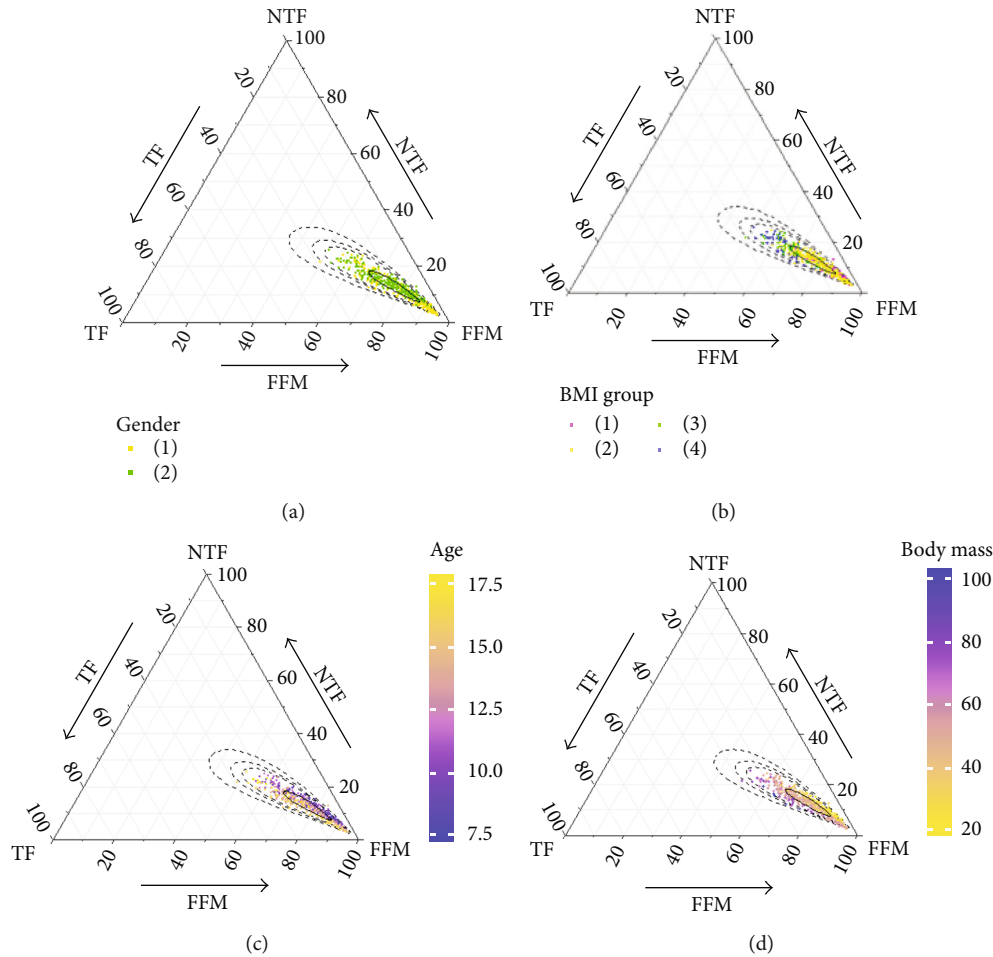 NTF
100
20
80
TF
40
NTF
60
60
40
80
20
100
TF
FFM
20
40
60
80
100
FFM
Gender
(1)
(2)
(a)
NTF
100
20
80
TF
40
NTF
60
60
40
80
20
100
TF
FFM
20
40
60
80
100
FFM
BMI group
(1) (3)
(2) (4)
(b)
NTF
100
20
80
TF
40
NTF
60
60
40
80
20
100
TF
FFM
20
40
60
80
100
FFM
Age
17.5
15.0
12.5
10.0
7.5
(c)
NTF
100
20
80
TF
40
NTF
60
60
40
80
20
100
TF
FFM
20
40
60
80
100
FFM
Body mass
100
80
60
40
20
(d)